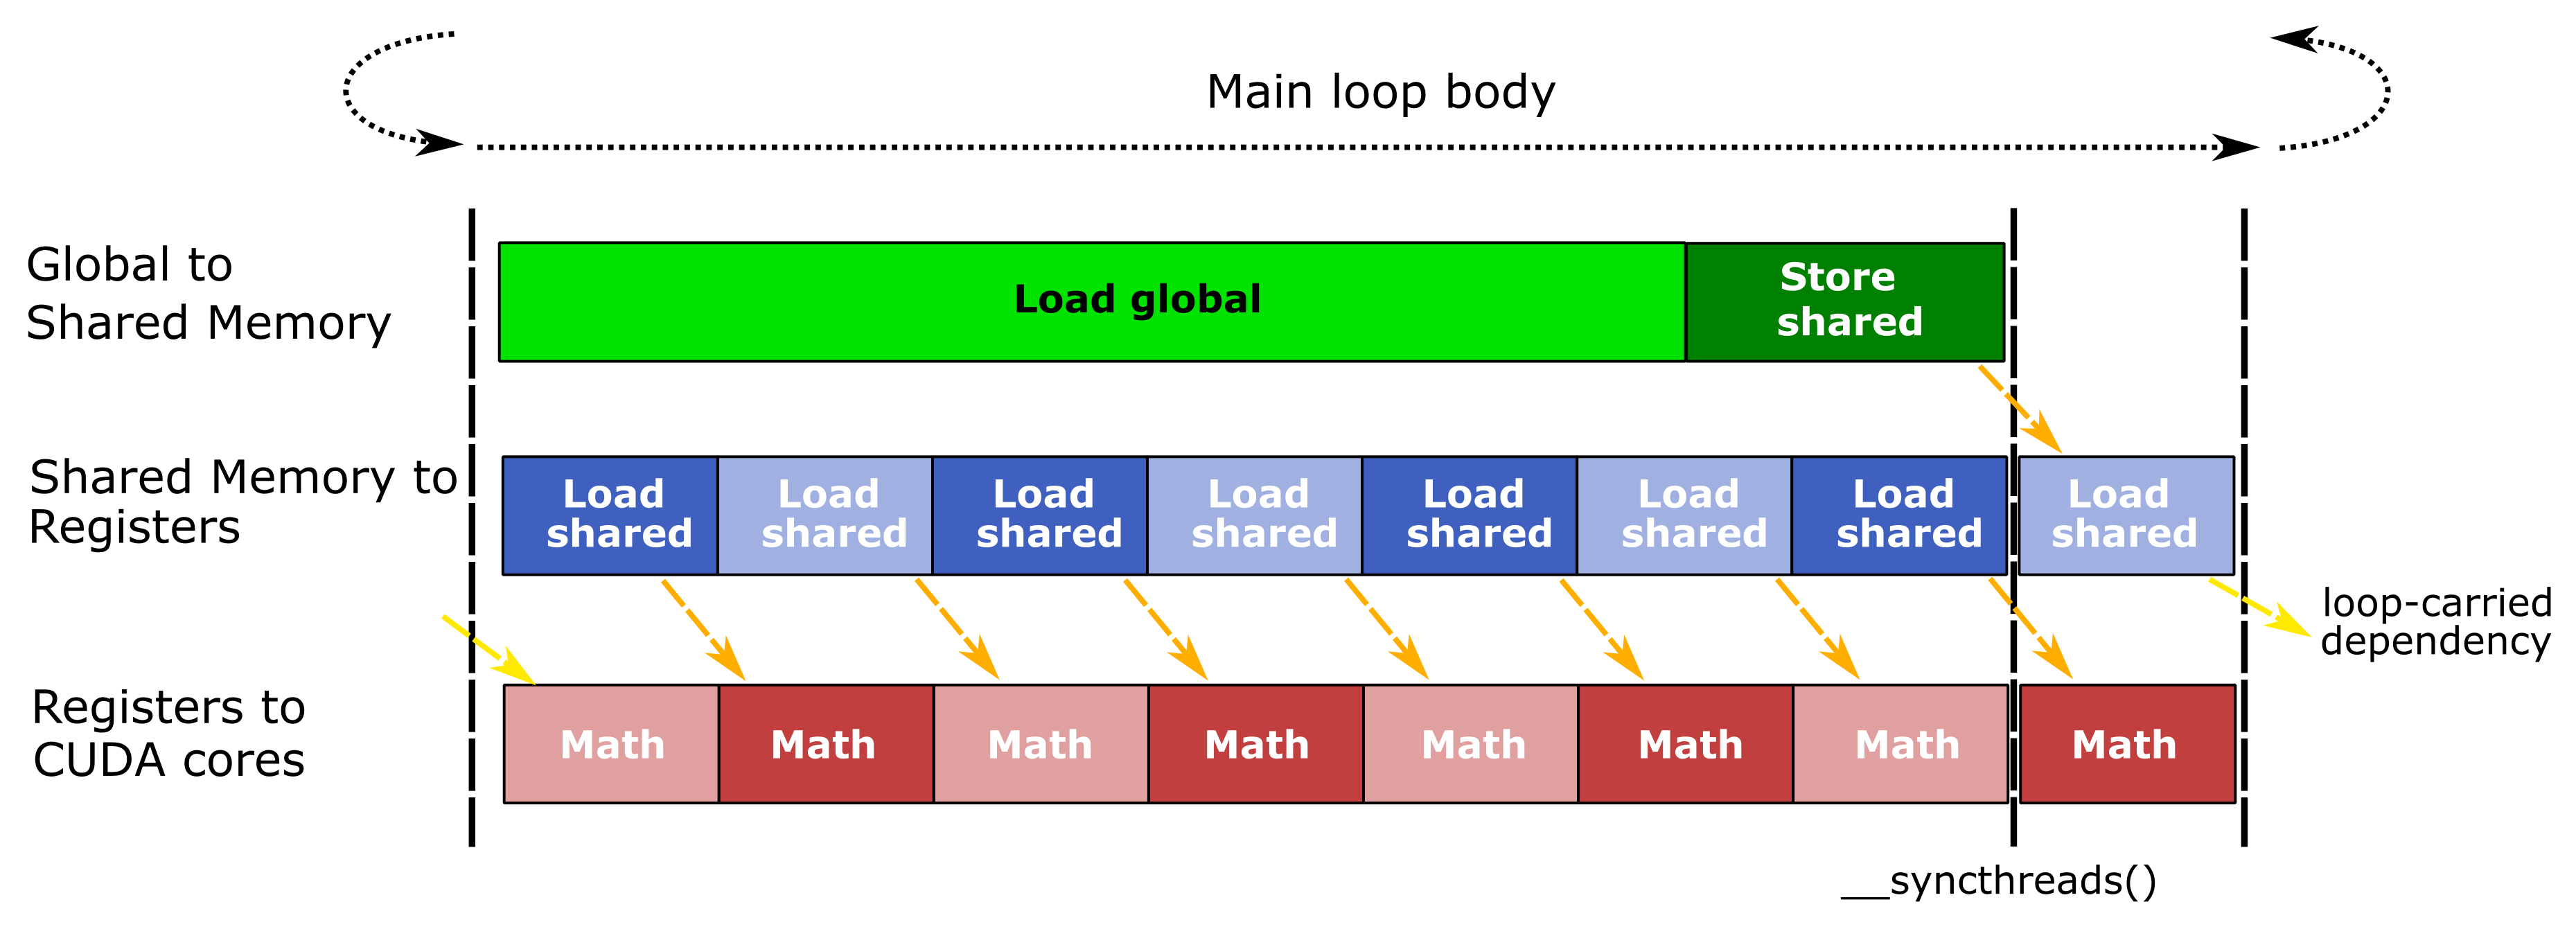 Main loop body
Global to
Shared Memory
Load global
Store
shared
Shared Memory to
Registers
Load
shared
Load
shared
Load
shared
Load
shared
Load
shared
Load
shared
Load
shared
Load
shared
loop-carried
dependency
Registers to
CUDA cores
Math
Math
Math
Math
Math
Math
Math
Math
__syncthreads()